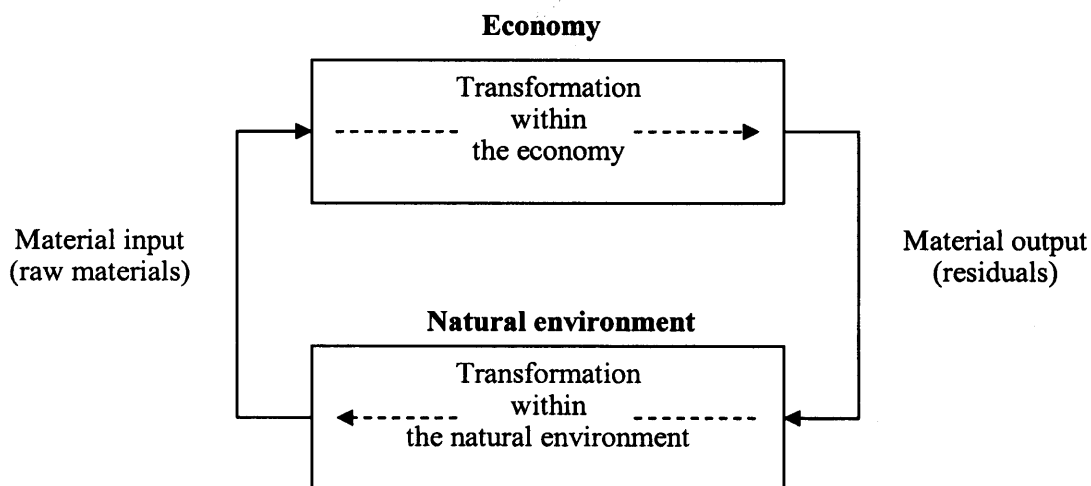 Economy
Transformation
within
the economy
Material input
(raw materials)
Material output
(residuals)
Natural environment
Transformation
within
the natural environment